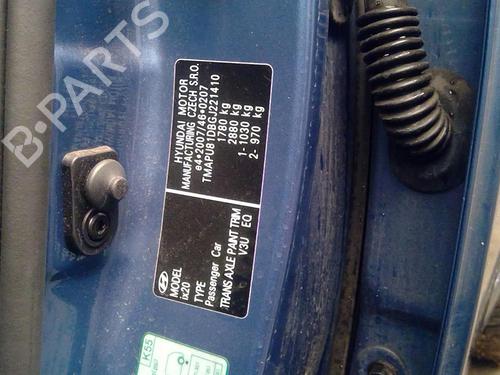 HYUNDAI MOTOR
MANUFACTURING CZECH S.R.O.
e4*2007/46*0207
TMAPU81DBGJ221410
1780 kg
2880 kg
1- 1030 kg
2- 970 kg
MODEL
ix20
TYPE
Passenger Car
TRANS AXLE PAINT TRIM
V3U EQ
K55
B-PARTS